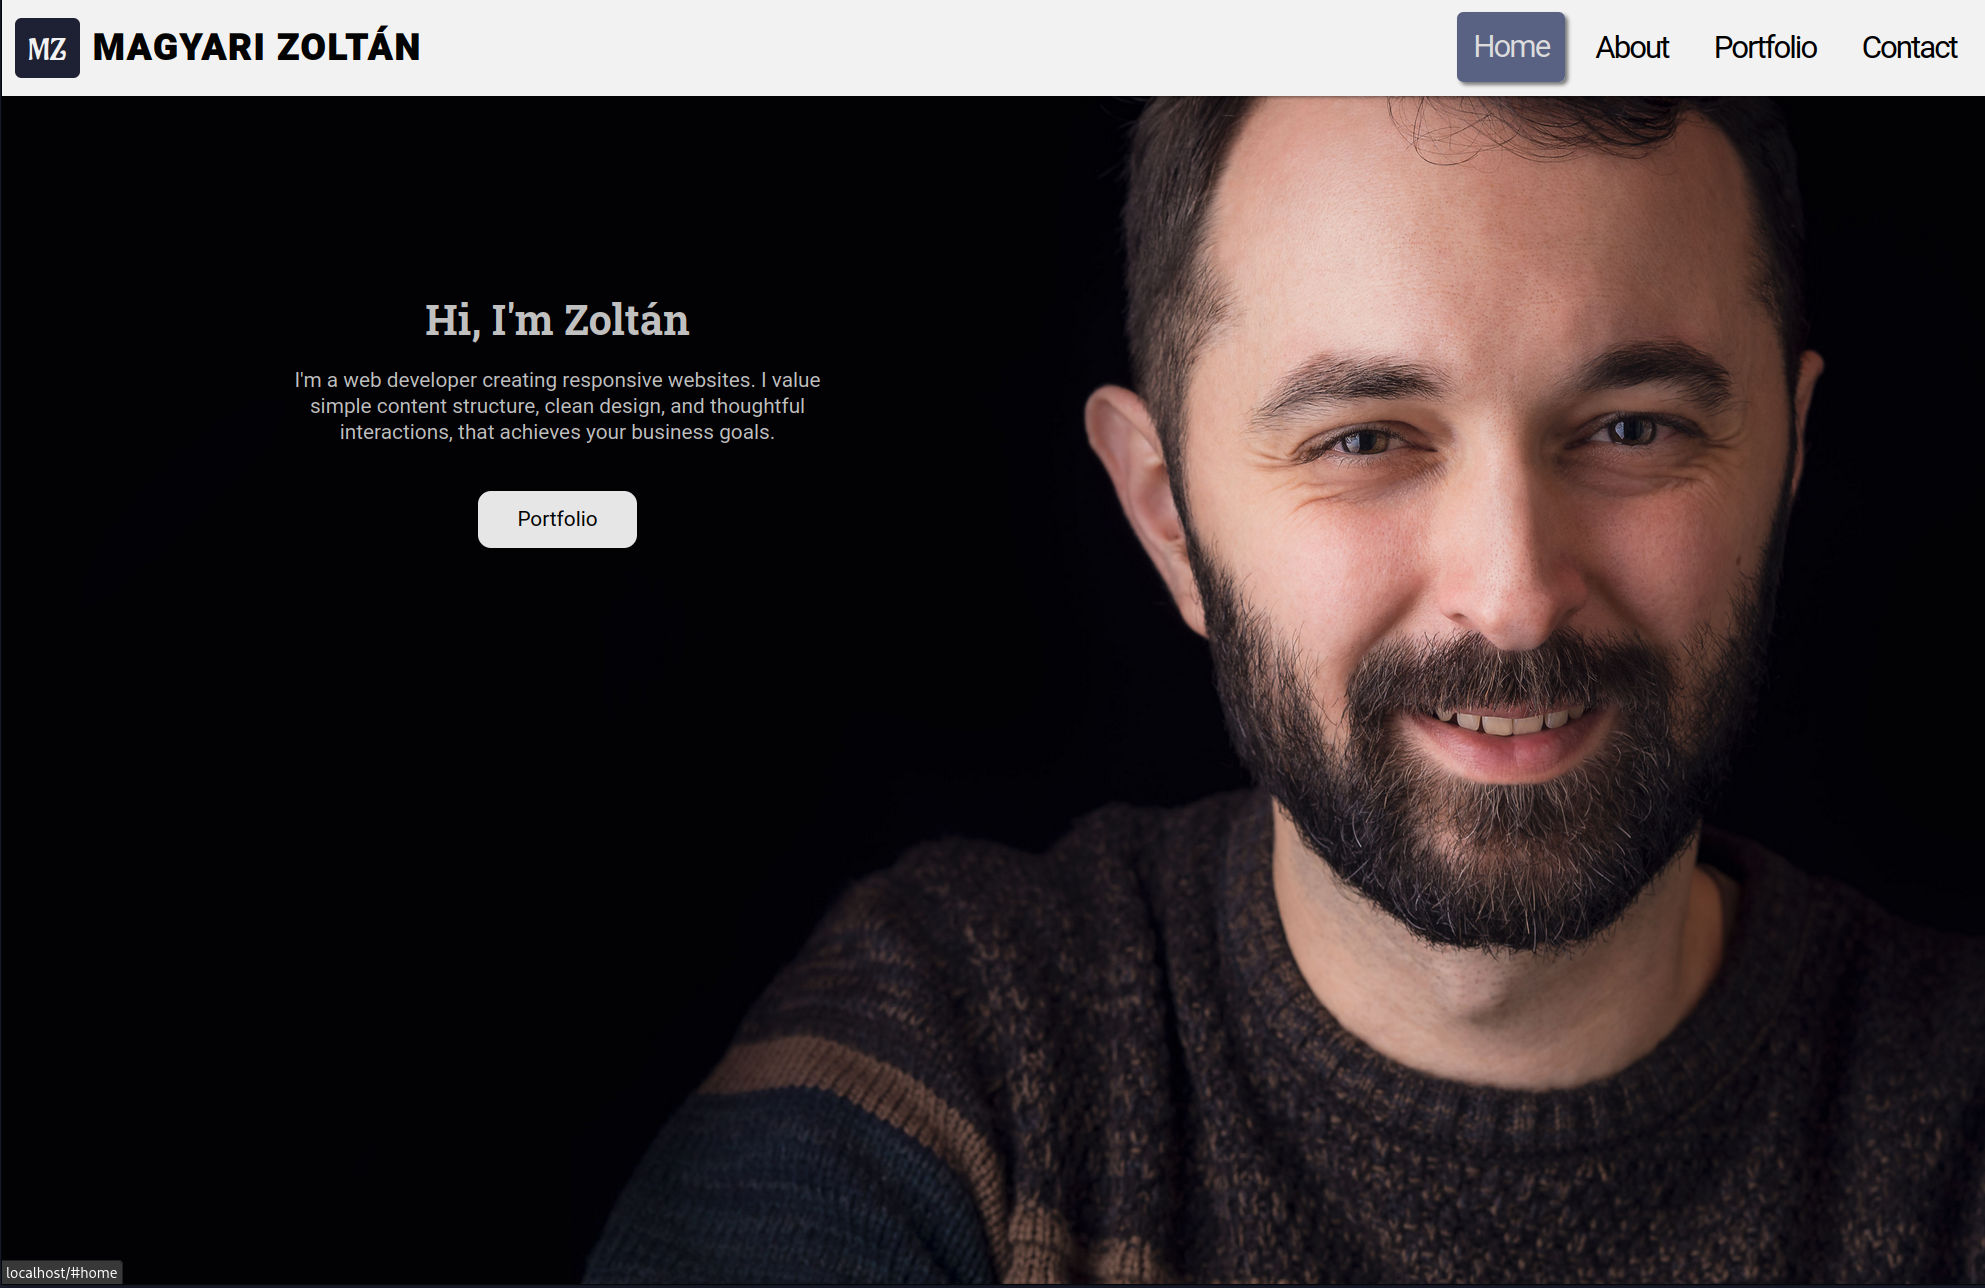 MZ MAGYARI ZOLTÁN
Home About Portfolio Contact
Hi, I'm Zoltán
I'm a web developer creating responsive websites. I value
simple content structure, clean design, and thoughtful
interactions, that achieves your business goals.
Portfolio
localhost/#home